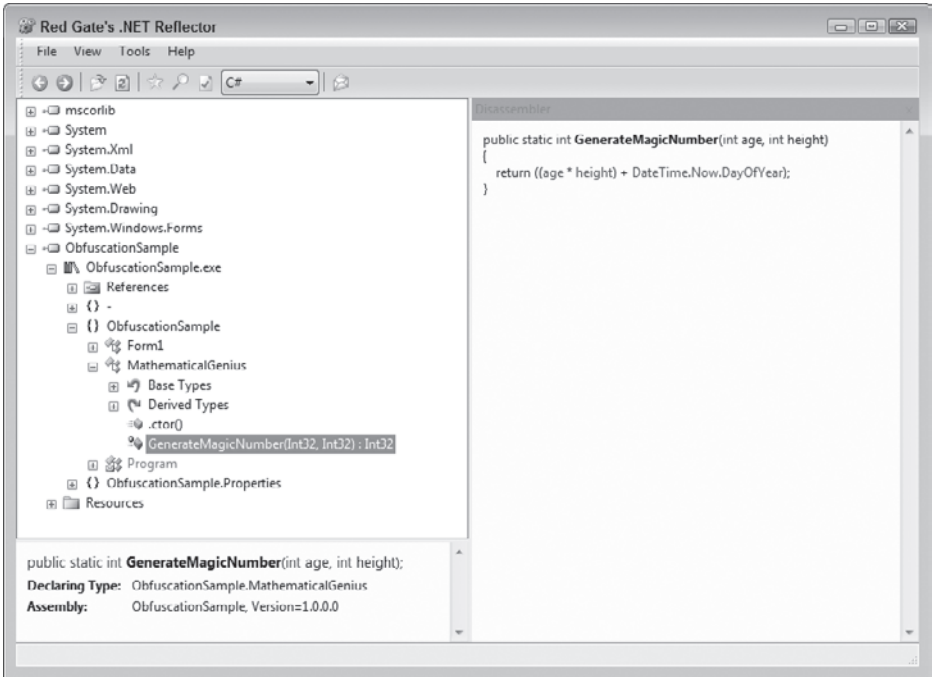 Red Gate's .NET Reflector
File View Tools Help
C#
mscorlib
System
System.Xml
System.Data
System.Web
System.Drawing
System.Windows.Forms
ObfuscationSample
ObfuscationSample.exe
References
{} -
{} ObfuscationSample
Form1
MathematicalGenius
Base Types
Derived Types
.ctor()
GenerateMagicNumber(Int32, Int32) : Int32
Program
{} ObfuscationSample.Properties
Resources
Disassembler
public static int GenerateMagicNumber(int age, int height)
{
return ((age * height) + DateTime.Now.DayOfYear);
}
public static int GenerateMagicNumber(int age, int height);
Declaring Type: ObfuscationSample.MathematicalGenius
Assembly: ObfuscationSample, Version=1.0.0.0